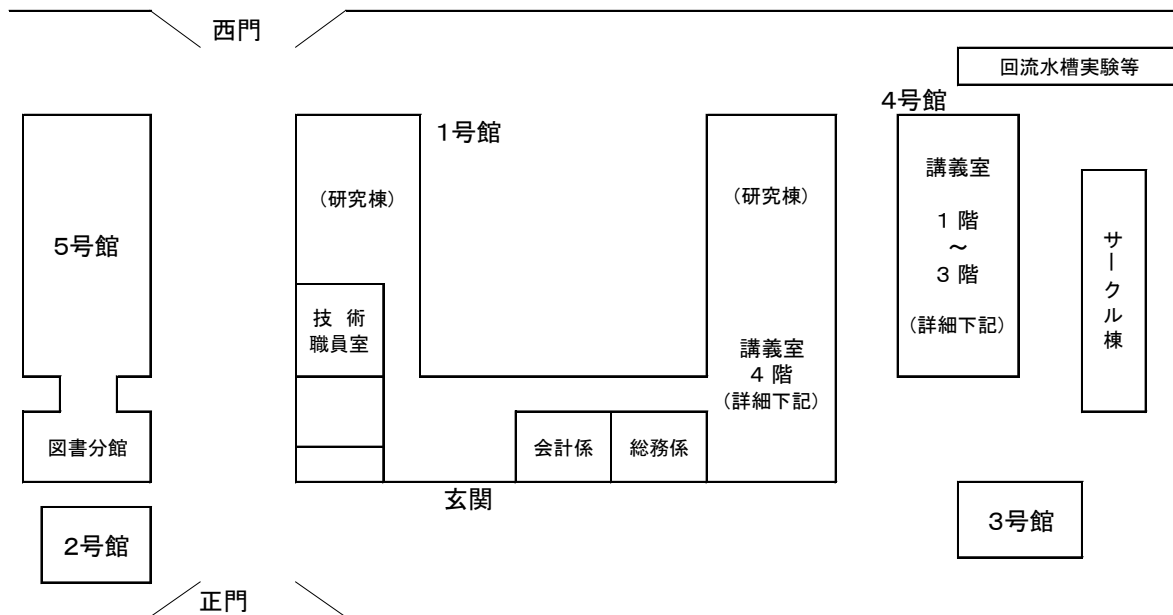 西門
回流水槽実験等
4号館
1号館
講義室
(研究棟)
(研究棟)
1 階
～
3 階
5号館
サークル棟
技 術
職員室
(詳細下記)
講義室
4 階
(詳細下記)
図書分館
会計係
総務係
玄関
3号館
2号館
正門